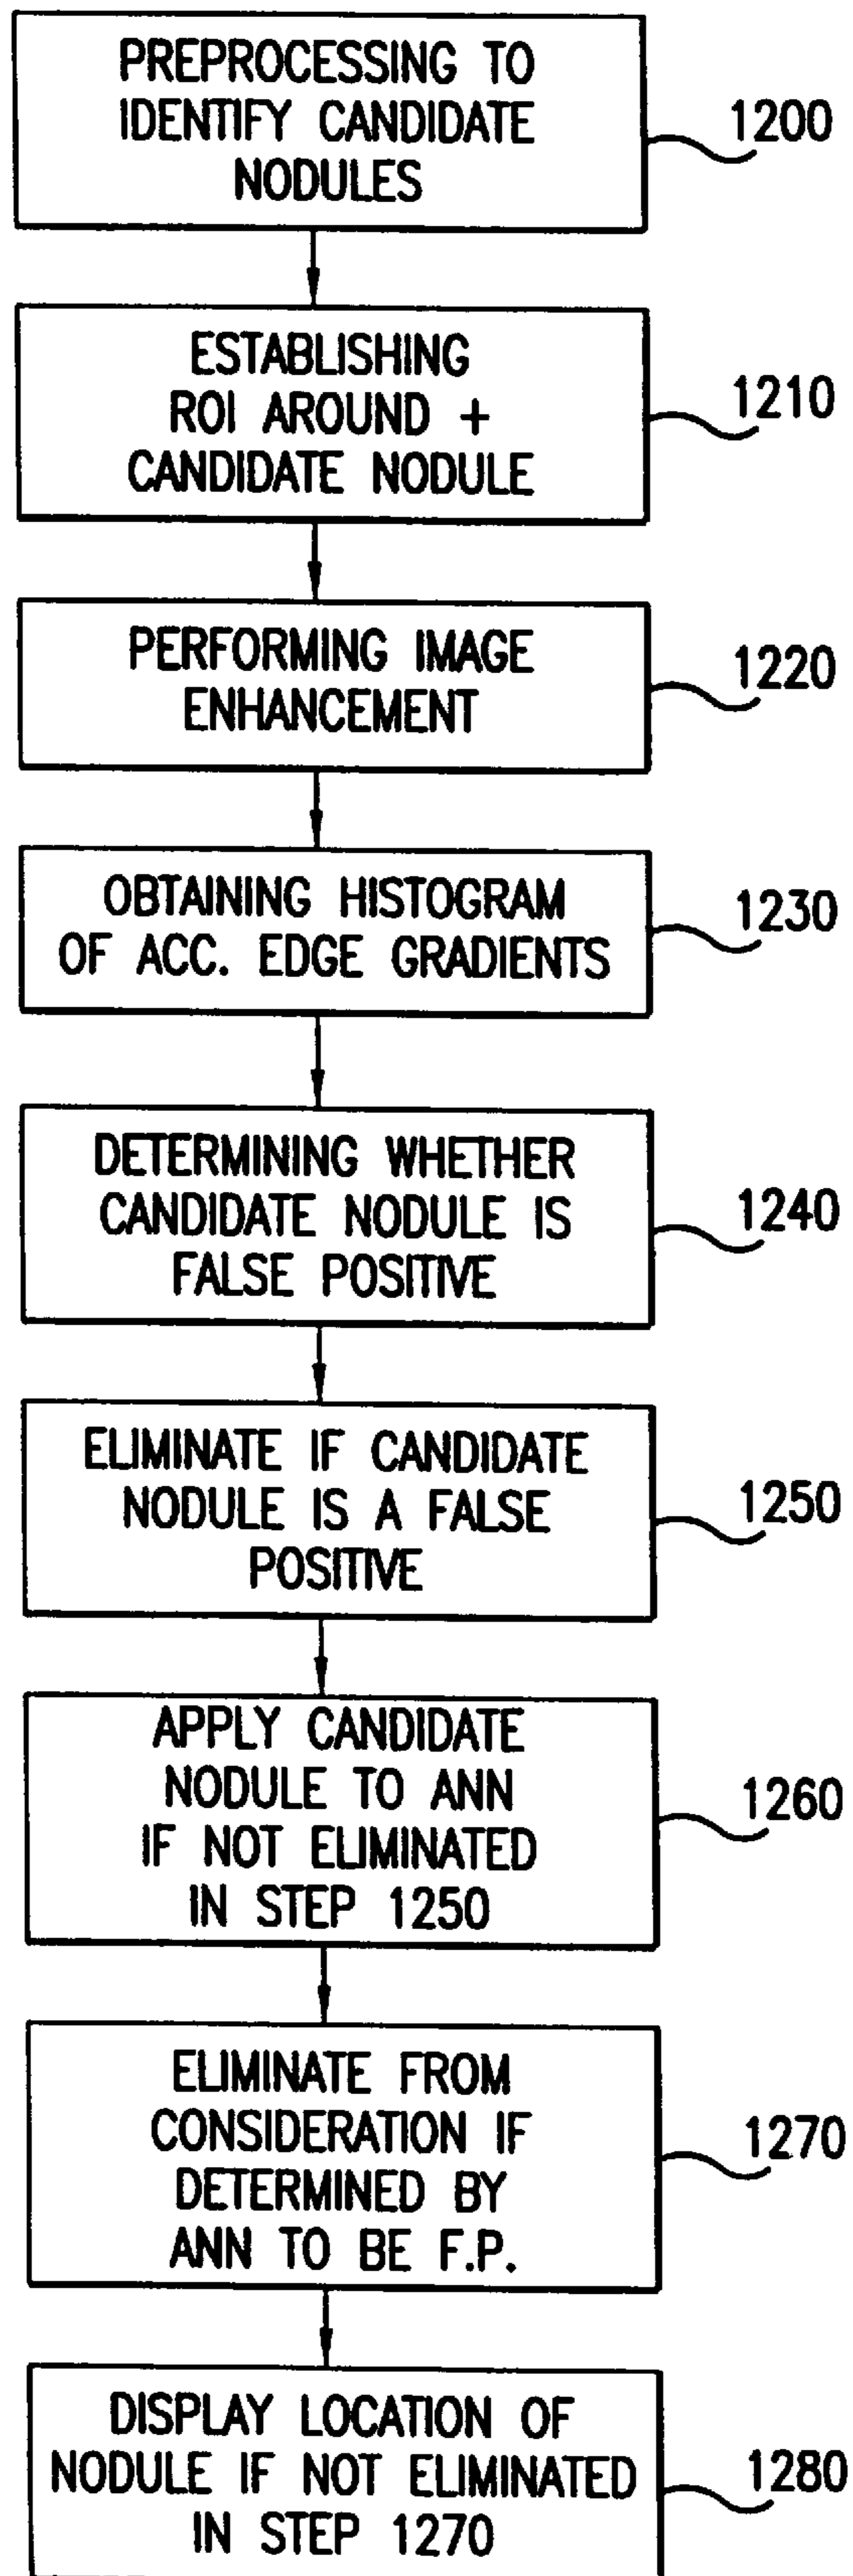 PREPROCESSING TO
IDENTIFY CANDIDATE
NODULES
1200
ESTABLISHING
ROI AROUND +
CANDIDATE NODULE
1210
PERFORMING IMAGE
ENHANCEMENT
1220
OBTAINING HISTOGRAM
OF ACC. EDGE GRADIENTS
1230
DETERMINING WHETHER
CANDIDATE NODULE IS
FALSE POSITIVE
1240
ELIMINATE IF CANDIDATE
NODULE IS A FALSE
POSITIVE
1250
APPLY CANDIDATE
NODULE TO ANN
IF NOT ELIMINATED
IN STEP 1250
1260
ELIMINATE FROM
CONSIDERATION IF
DETERMINED BY
ANN TO BE F.P.
1270
DISPLAY LOCATION OF
NODULE IF NOT ELIMINATED
IN STEP 1270
1280